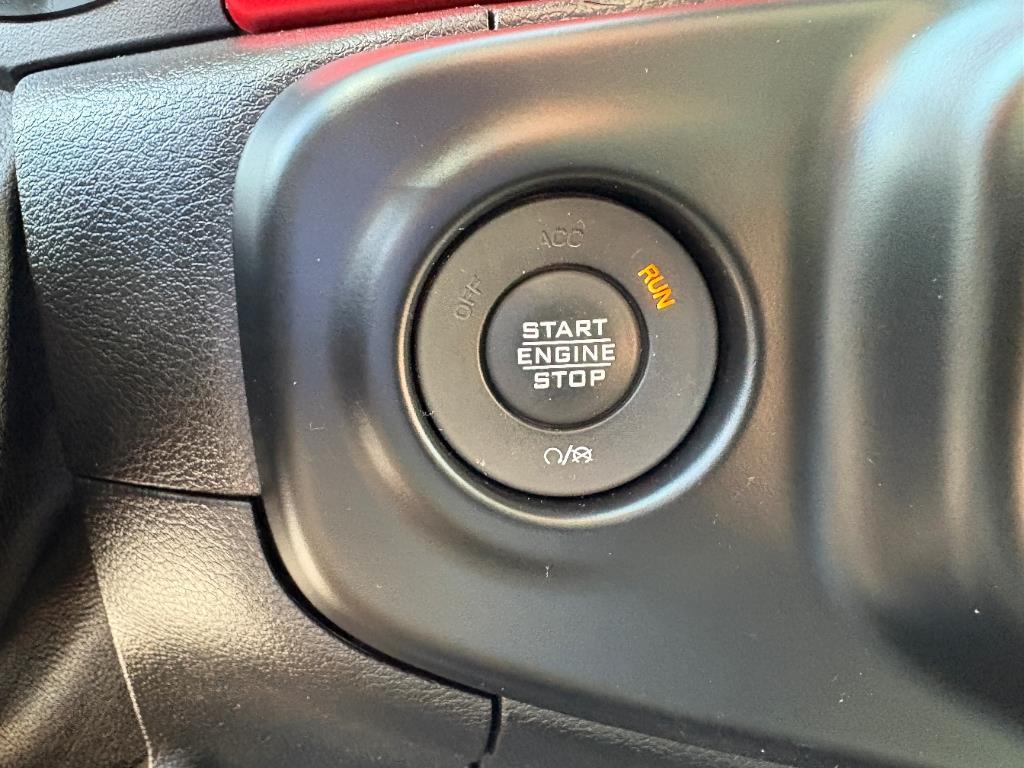 ACC
OFF
RUN
START
ENGINE
STOP